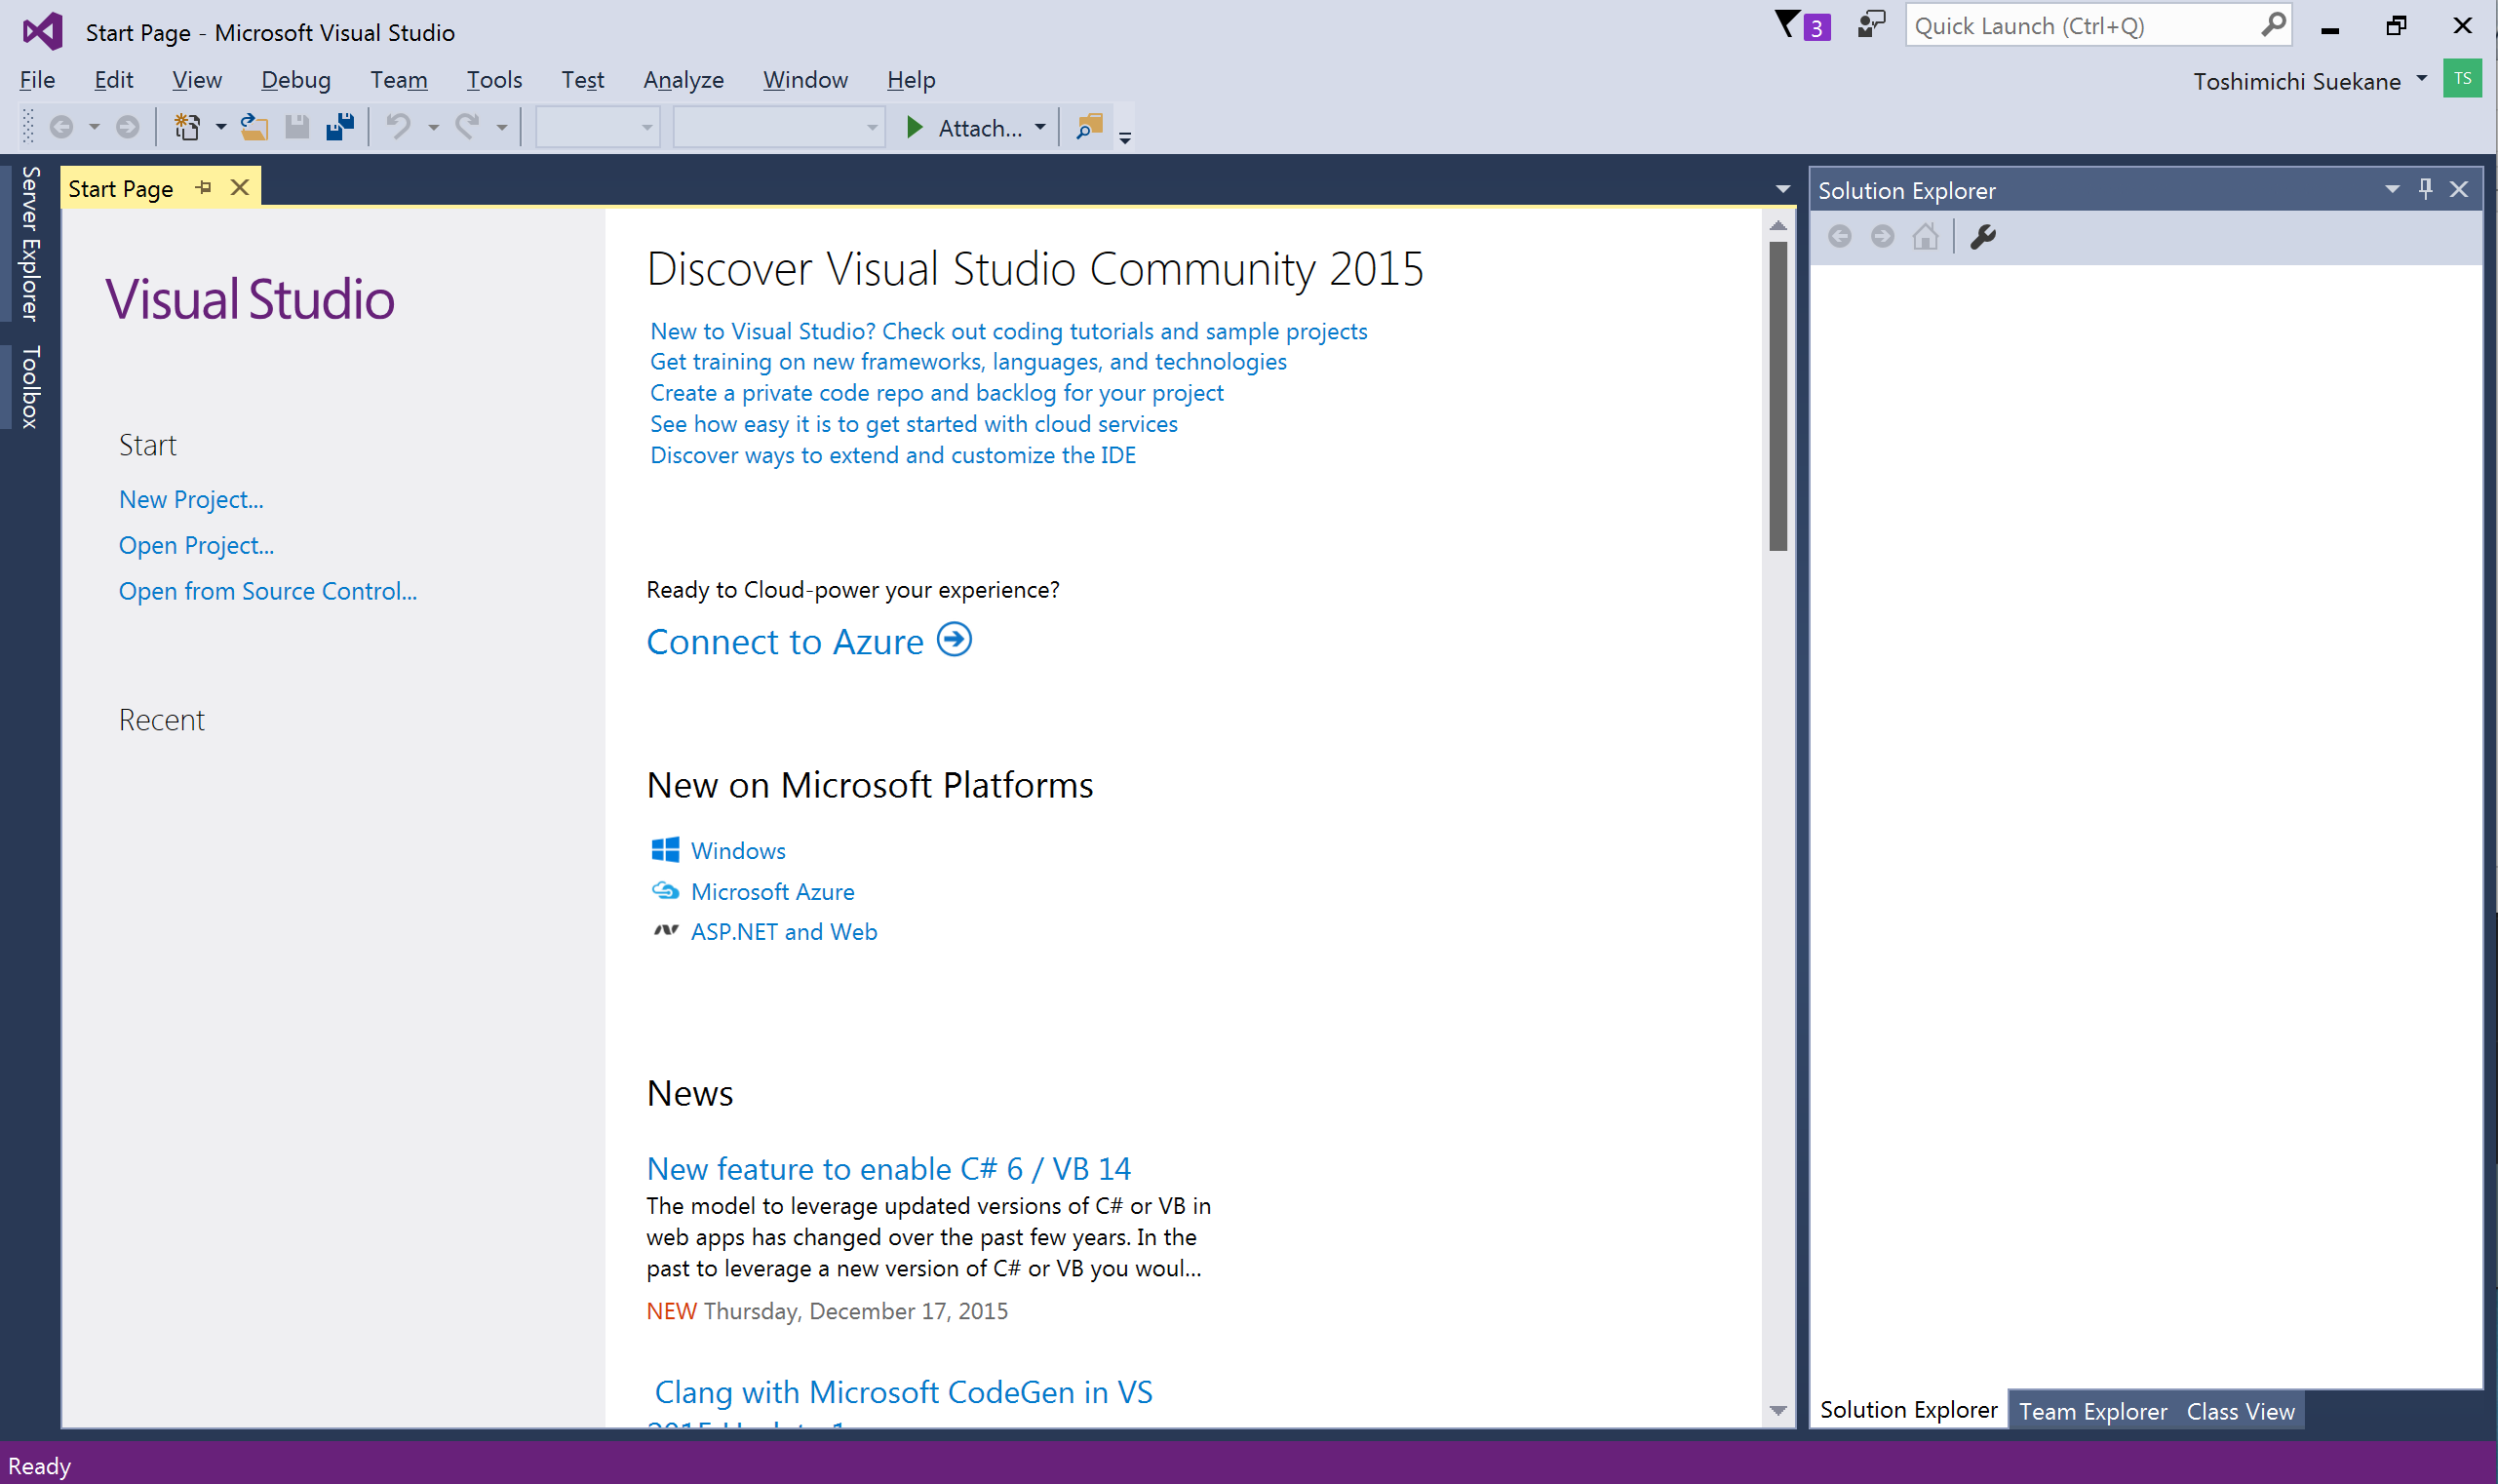 Start Page - Microsoft Visual Studio
3
Quick Launch (Ctrl+Q)
File Edit View Debug Team Tools Test Analyze Window Help
Toshimichi Suekane TS
Attach...
Server Explorer
Toolbox
Start Page
Visual Studio
Start
New Project...
Open Project...
Open from Source Control...
Recent
Discover Visual Studio Community 2015
New to Visual Studio? Check out coding tutorials and sample projects
Get training on new frameworks, languages, and technologies
Create a private code repo and backlog for your project
See how easy it is to get started with cloud services
Discover ways to extend and customize the IDE
Ready to Cloud-power your experience?
Connect to Azure
New on Microsoft Platforms
Windows
Microsoft Azure
ASP.NET and Web
News
New feature to enable C# 6 / VB 14
The model to leverage updated versions of C# or VB in
web apps has changed over the past few years. In the
past to leverage a new version of C# or VB you woul...
NEW Thursday, December 17, 2015
Clang with Microsoft CodeGen in VS
2015 Update 1
Solution Explorer
Solution Explorer Team Explorer Class View
Ready